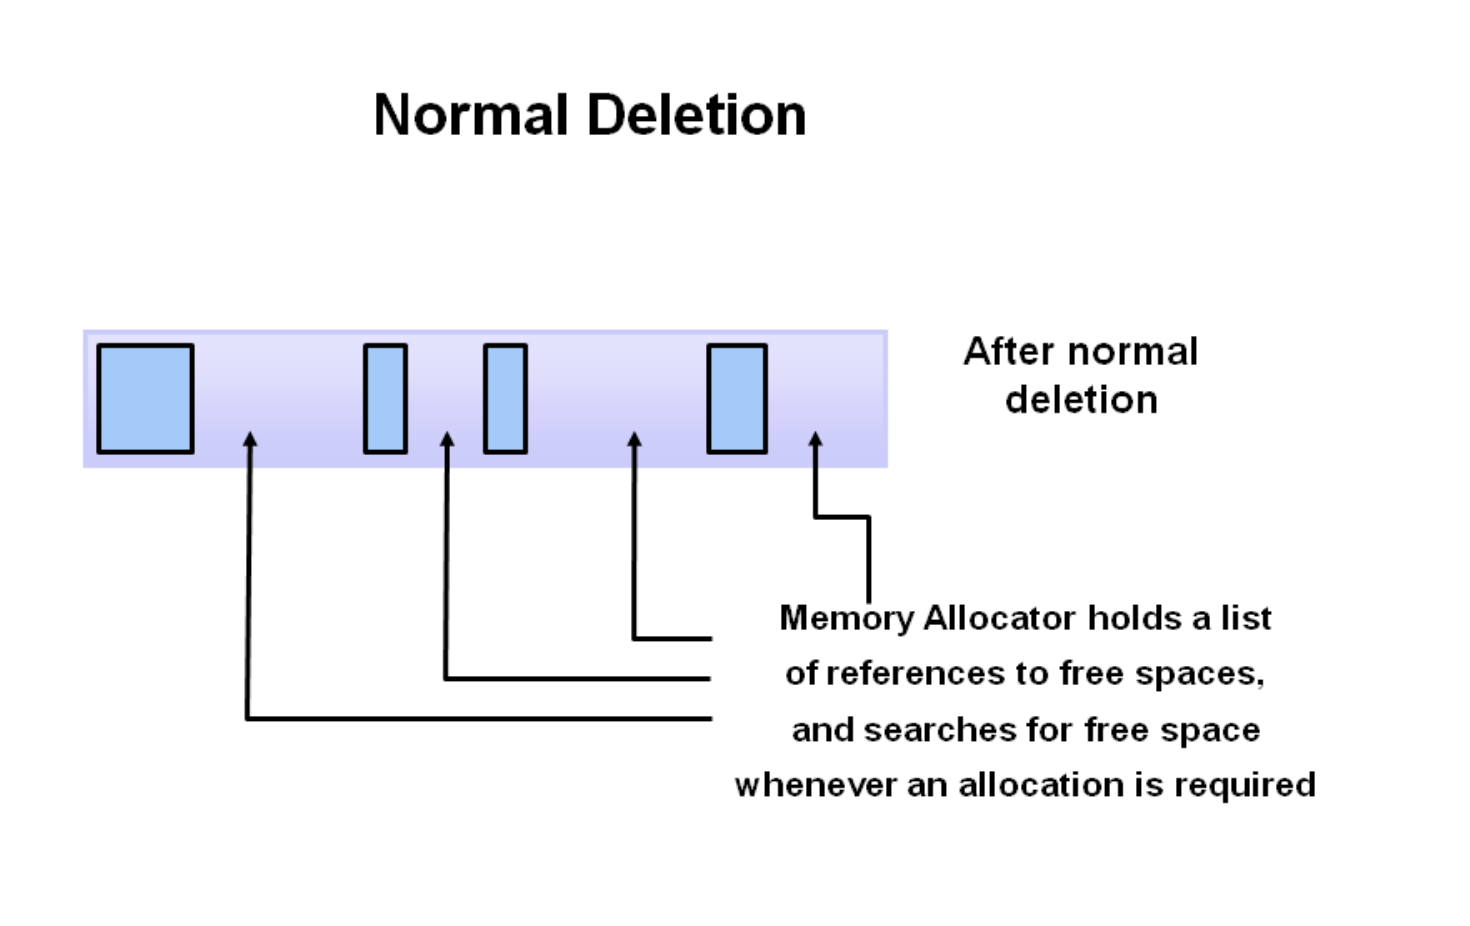 Normal Deletion
After normal
deletion
Memory Allocator holds a list
of references to free spaces,
and searches for free space
whenever an allocation is required